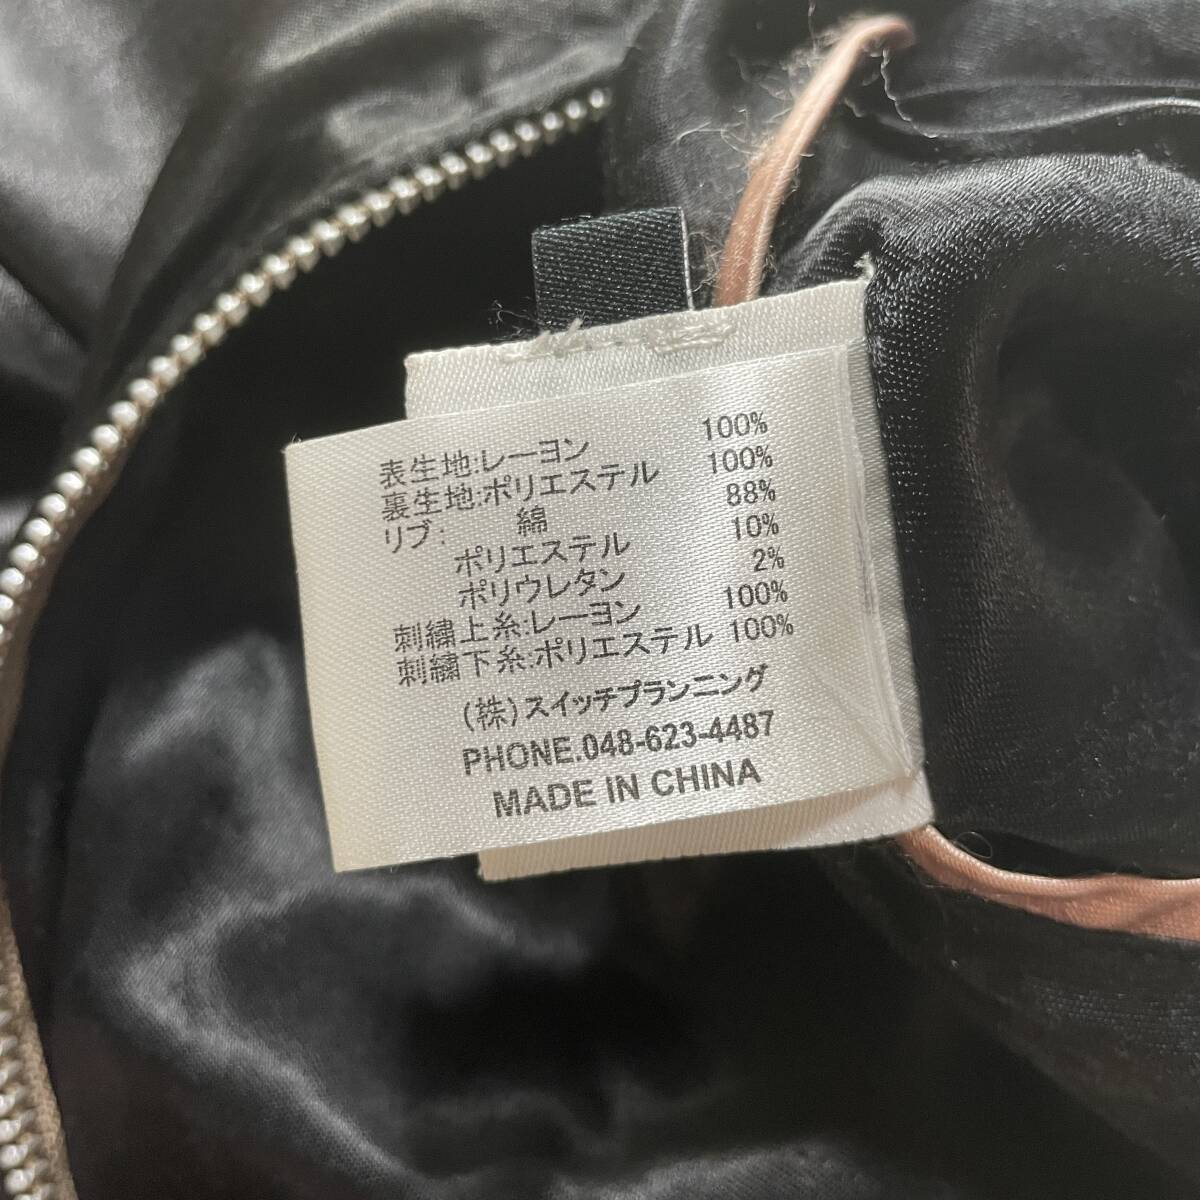 表生地:レーヨン 100%
裏生地:ポリエステル 100%
リブ: 綿 88%
ポリエステル 10%
ポリウレタン 2%
刺繍上糸:レーヨン 100%
刺繍下糸:ポリエステル 100%
(株)スイッチプランニング
PHONE.048-623-4487
MADE IN CHINA